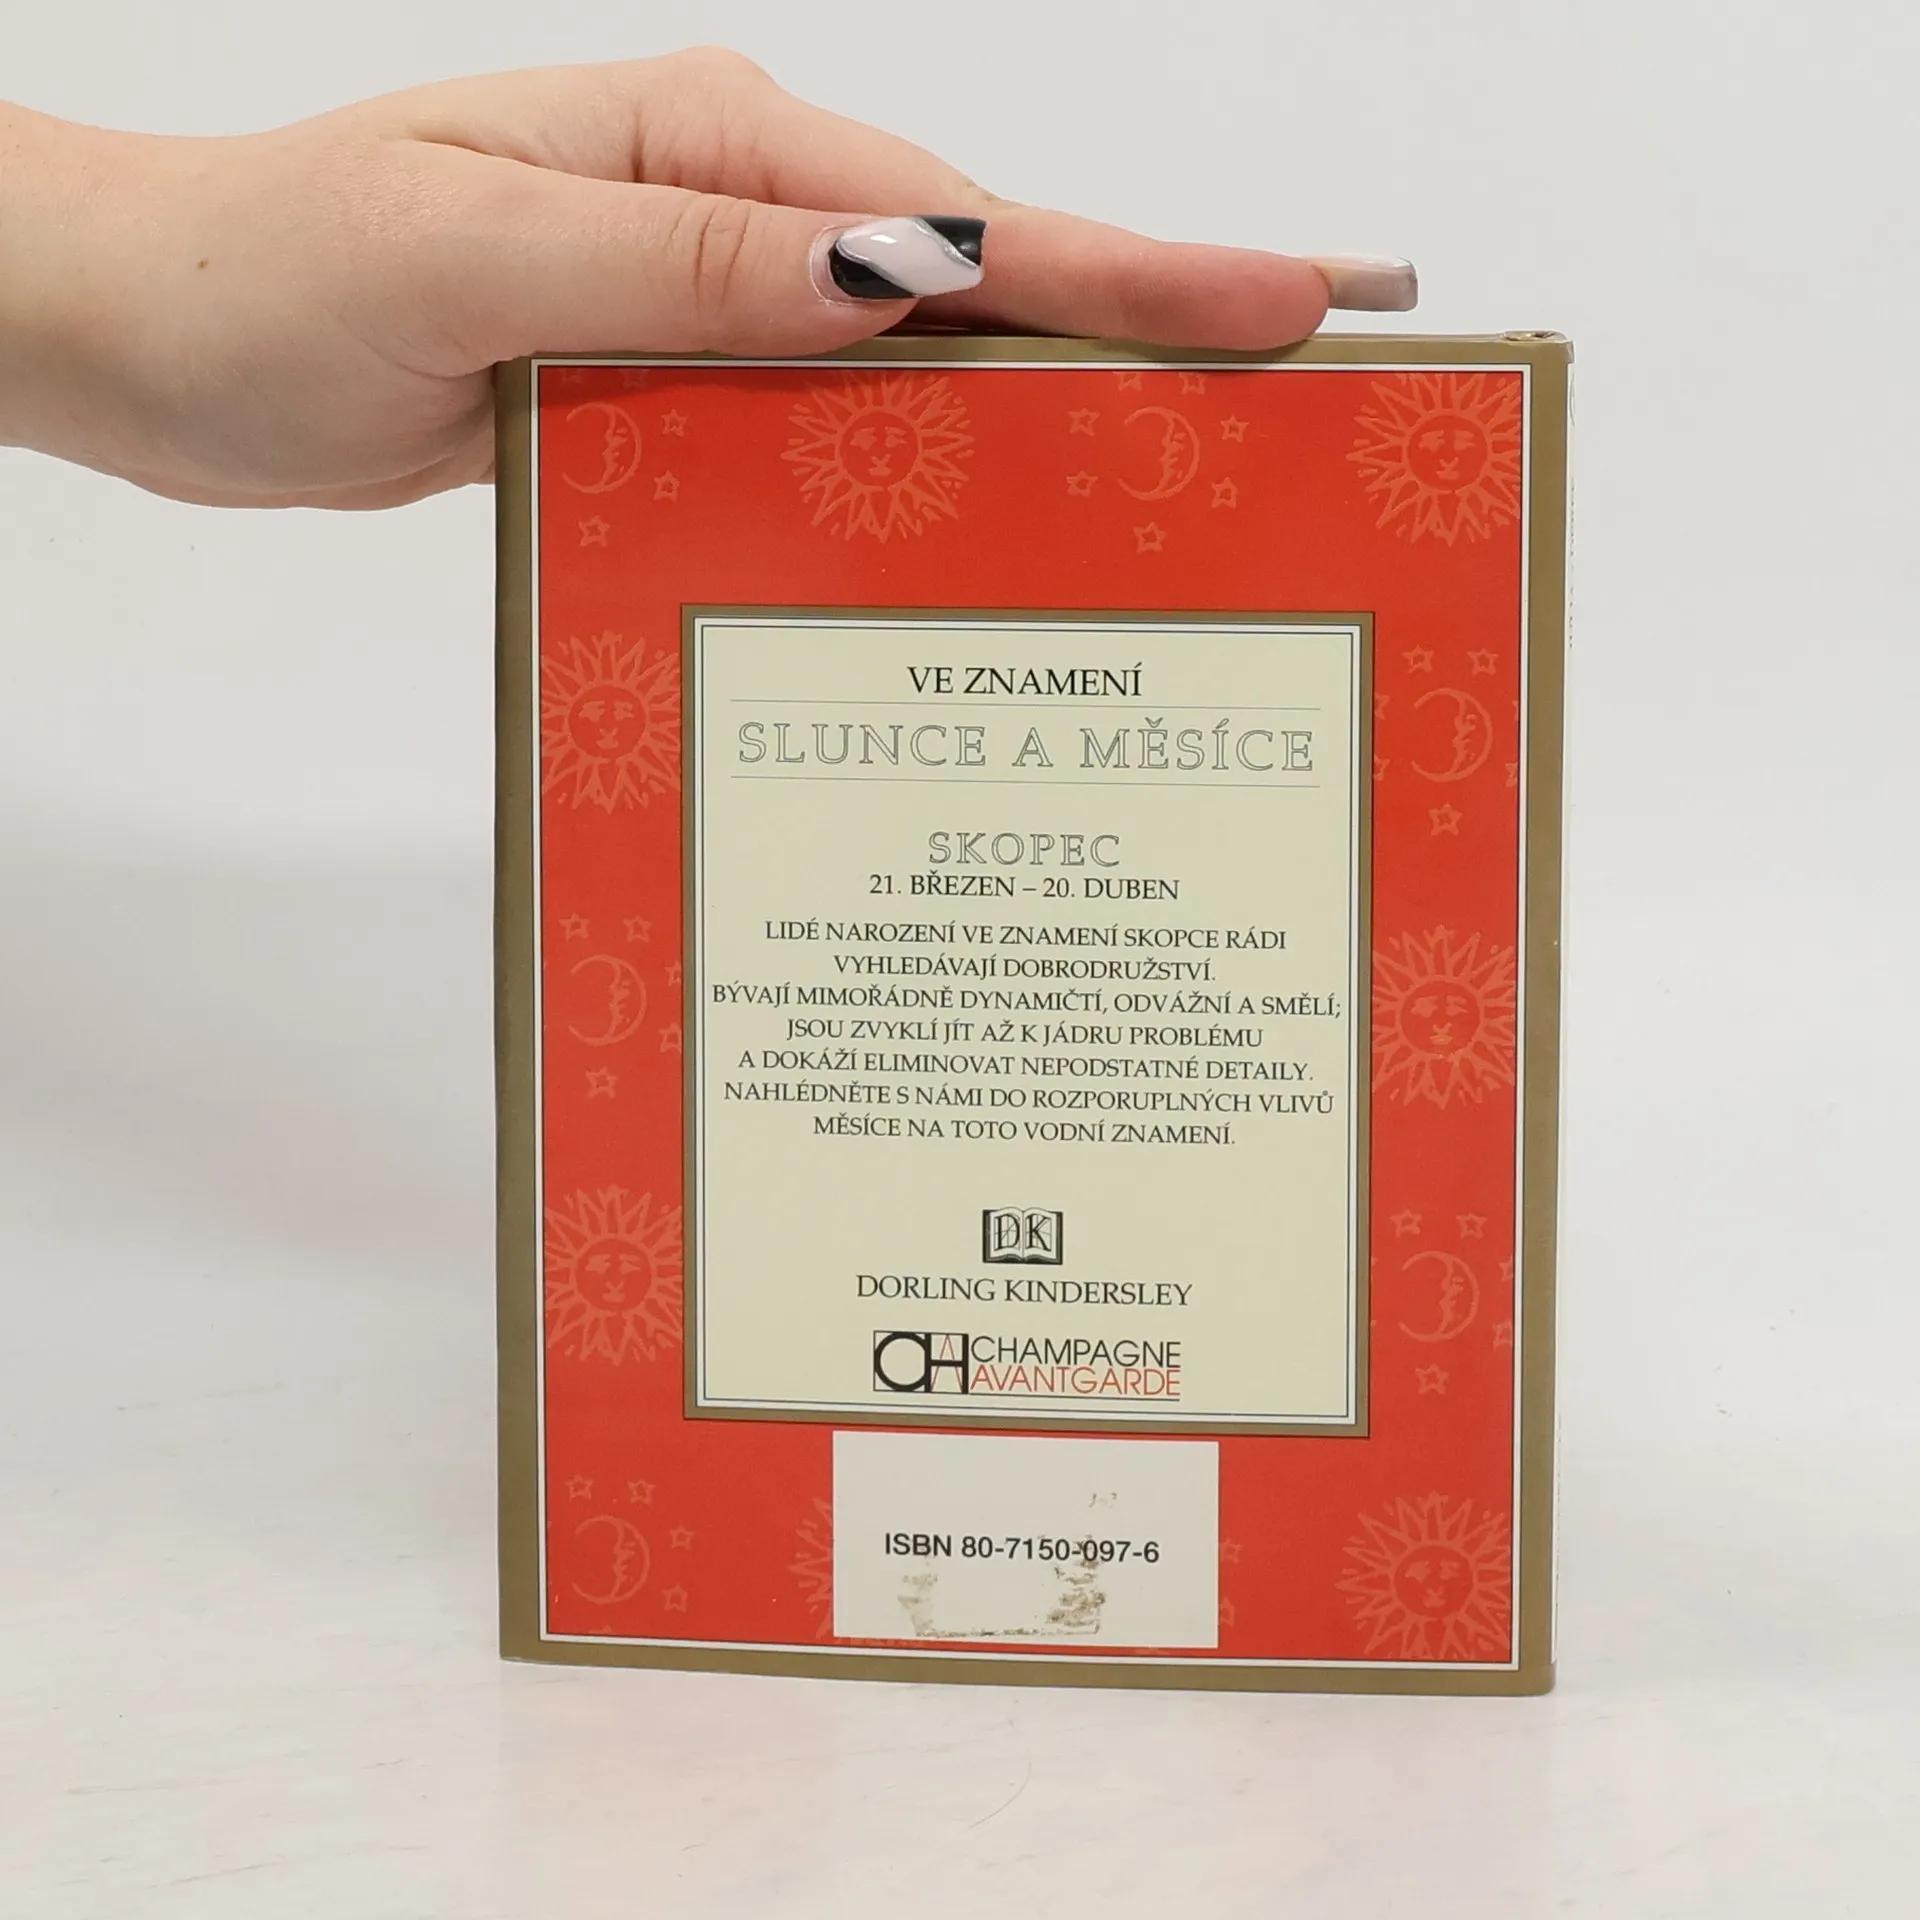 VE ZNAMENÍ
SLUNCE A MĚSÍCE
SKOPEC
21. BŘEZEN – 20. DUBEN
LIDÉ NAROZENÍ VE ZNAMENÍ SKOPCE RÁDI
VYHLEDÁVAJÍ DOBRODRUŽSTVÍ.
BÝVAJÍ MIMOŘÁDNĚ DYNAMIČTÍ, ODVÁŽNÍ A SMĚLÍ;
JSOU ZVYKLÍ JÍT AŽ K JÁDRU PROBLÉMU
A DOKÁŽÍ ELIMINOVAT NEPODSTATNÉ DETAILY.
NAHLÉDNĚTE S NÁMI DO ROZPORUPLNÝCH VLIVŮ
MĚSÍCE NA TOTO VODNÍ ZNAMENÍ.
DK
DORLING KINDERSLEY
CHAMPAGNE
AVANTGARDE
ISBN 80-7150-097-6